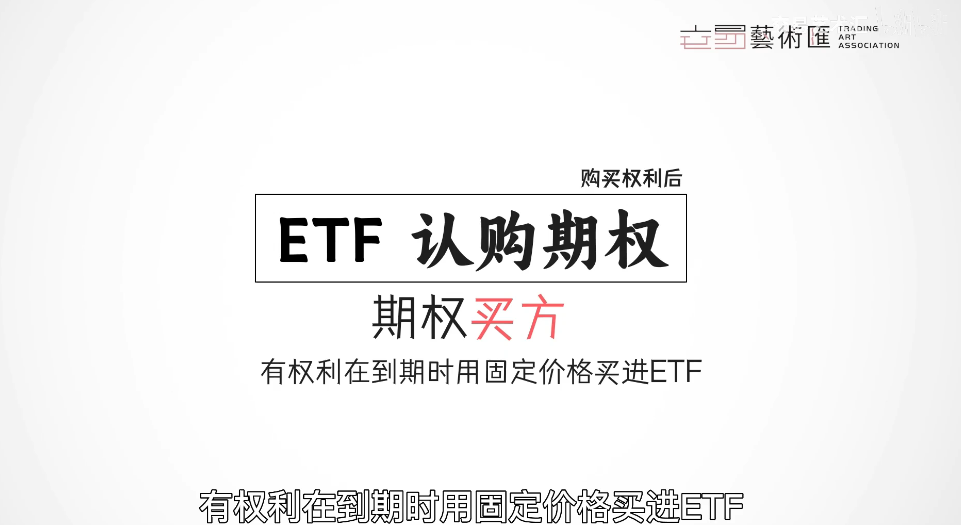 交易藝術匯
TRADING
ART
ASSOCIATION
购买权利后
ETF 认购期权
期权买方
有权利在到期时用固定价格买进ETF
有权利在到期时用固定价格买进ETF